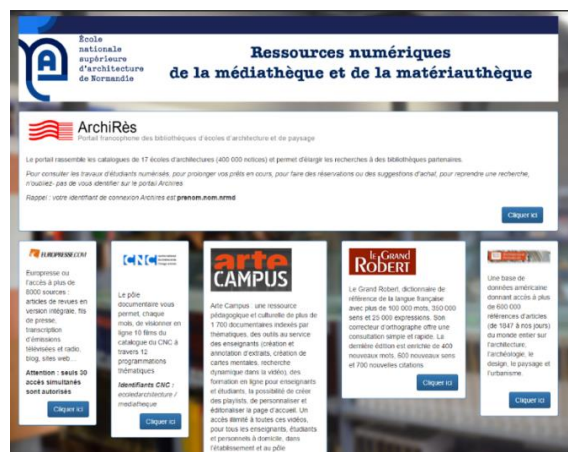 École
nationale
supérieure
d'architecture
de Normandie
Ressources numériques
de la médiathèque et de la matériauthèque
ArchiRès
Portail francophone des bibliothèques d'écoles d'architecture et de paysage
Le portail rassemble les catalogues de 17 écoles d'architectures (400 000 notices) et permet d'élargir les recherches à des bibliothèques partenaires.
Pour consulter les travaux d'étudiants numérisés, pour prolonger vos prêts en cours, pour faire des réservations ou des suggestions d'achat, pour reprendre une recherche,
n'oubliez- pas de vous identifier sur le portail Archires
Rappel : votre identifiant de connexion Archires est prenom.nom.nrmd
Cliquer ici
EUROPRESSE.COM
Europresse ou
l'accès à plus de
8000 sources :
articles de revues en
version intégrale, fils
de presse,
transcription
d'émissions
télévisées et radio,
blog, sites web...
Attention : seuls 30
accès simultanés
sont autorisés
Cliquer ici
CNC
Le pôle
documentaire vous
permet, chaque
mois, de visionner en
ligne 18 films du
catalogue du CNC à
travers 12
programmations
thématiques
Identifiants CNC :
ecoledarchitecture /
mediatheque
Cliquer ici
arte
CAMPUS
Arte Campus : une ressource
pédagogique et culturelle de plus de
1 700 documentaires indexés par
thématiques, des outils au service
des enseignants (création et
annotation d'extraits, création de
cartes mentales, recherche
dynamique dans la vidéo), des
formation en ligne pour enseignants
et étudiants, la possibilité de créer
des playlists, de personnaliser et
éditorialiser la page d'accueil. Un
accès illimité à toutes ces vidéos,
pour tous les enseignants, étudiants
et personnels à domicile, dans
l'établissement et au pôle
le GRAND
ROBERT
Le Grand Robert, dictionnaire de
référence de la langue française
avec plus de 100 000 mots, 350 000
sens et 25 000 expressions. Son
correcteur d'orthographe offre une
consultation simple et rapide. La
dernière édition est enrichie de 400
nouveaux mots, 600 nouveaux sens
et 700 nouvelles citations
Cliquer ici
Une base de
données américaine
donnant accès à plus
de 600 000
références d'articles
(de 1847 à nos jours)
du monde entier sur
l'architecture,
l'archéologie, le
design, le paysage et
l'urbanisme.
Cliquer ici